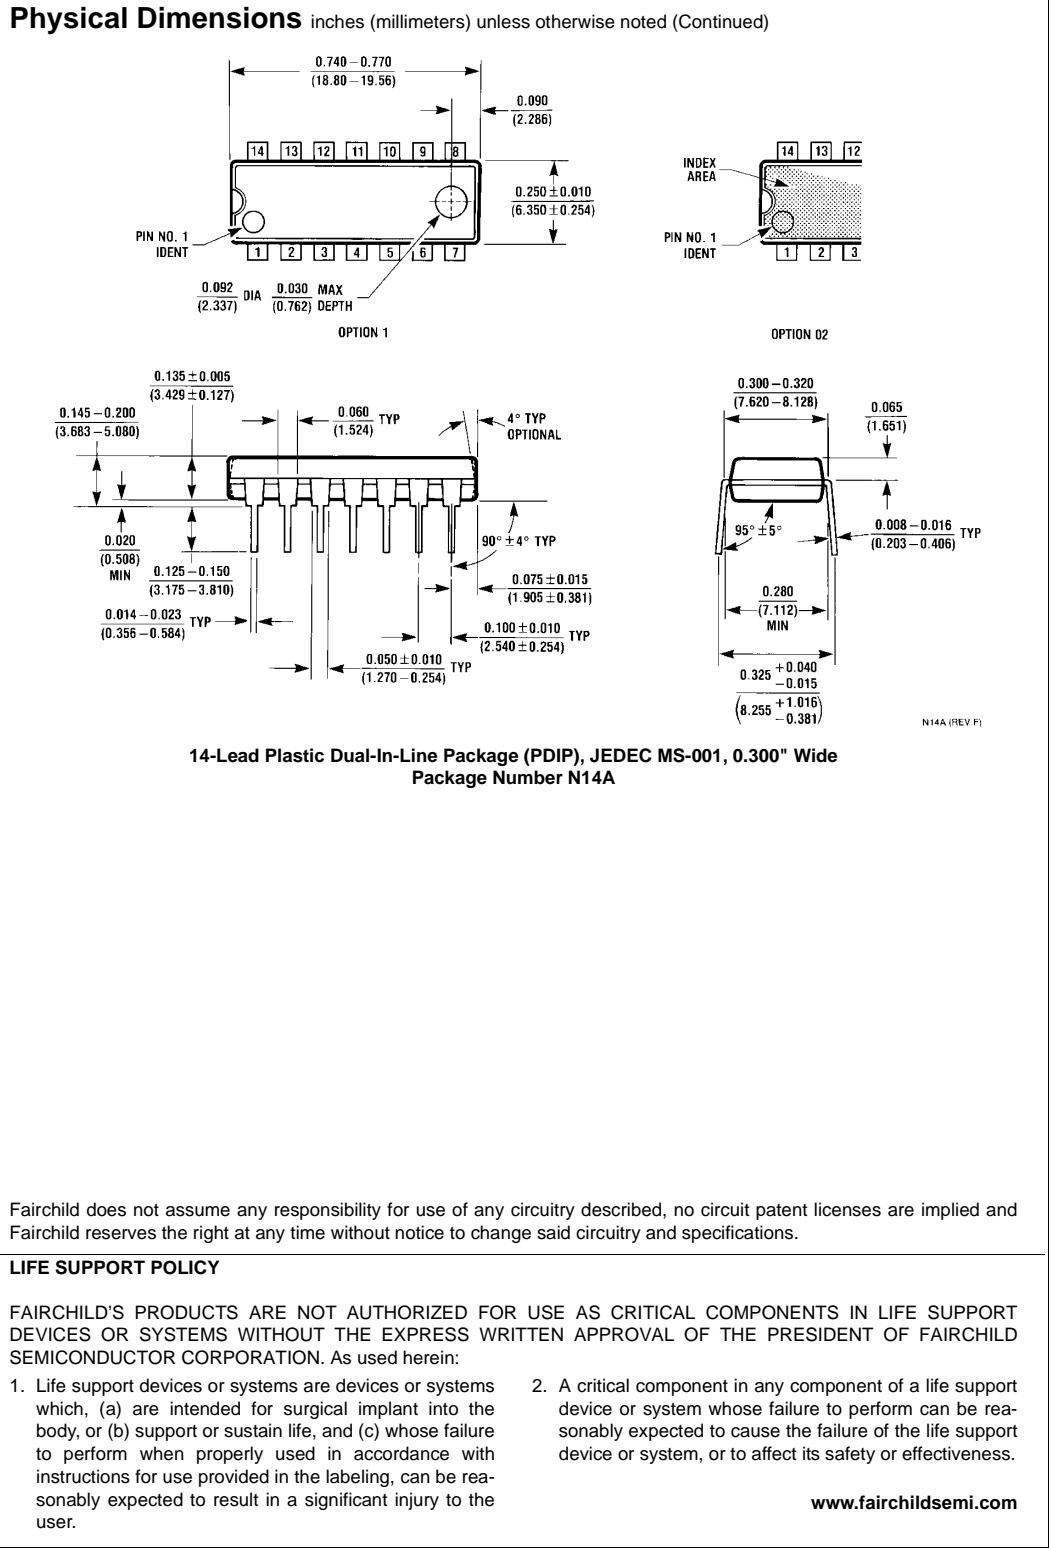 Physical Dimensions inches (millimeters) unless otherwise noted (Continued)
0.740 – 0.770
(18.80 – 19.56)
0.090
(2.286)
14 13 12 11 10 9 8
0.250 ± 0.010
(6.350 ± 0.254)
PIN NO. 1
IDENT
1 2 3 4 5 6 7
0.092
(2.337)
DIA
0.030
(0.762)
MAX
DEPTH
OPTION 1
14 13 12
INDEX
AREA
PIN NO. 1
IDENT
1 2 3
OPTION 02
0.135 ± 0.005
(3.429 ± 0.127)
0.145 – 0.200
(3.683 – 5.080)
0.060
(1.524)
TYP
4° TYP
OPTIONAL
0.020
(0.508)
MIN
0.125 – 0.150
(3.175 – 3.810)
0.014 – 0.023
(0.356 – 0.584)
TYP
90° ± 4° TYP
0.075 ± 0.015
(1.905 ± 0.381)
0.100 ± 0.010
(2.540 ± 0.254)
TYP
0.050 ± 0.010
(1.270 – 0.254)
TYP
0.300 – 0.320
(7.620 – 8.128)
0.065
(1.651)
95° ± 5°
0.008 – 0.016
(0.203 – 0.406)
TYP
0.280
(7.112)
MIN
0.325 +0.040
–0.015
(8.255 +1.016
–0.381)
N14A (REV F)
14-Lead Plastic Dual-In-Line Package (PDIP), JEDEC MS-001, 0.300" Wide
Package Number N14A
Fairchild does not assume any responsibility for use of any circuitry described, no circuit patent licenses are implied and
Fairchild reserves the right at any time without notice to change said circuitry and specifications.
LIFE SUPPORT POLICY
FAIRCHILD'S PRODUCTS ARE NOT AUTHORIZED FOR USE AS CRITICAL COMPONENTS IN LIFE SUPPORT
DEVICES OR SYSTEMS WITHOUT THE EXPRESS WRITTEN APPROVAL OF THE PRESIDENT OF FAIRCHILD
SEMICONDUCTOR CORPORATION. As used herein:
1. Life support devices or systems are devices or systems
which, (a) are intended for surgical implant into the
body, or (b) support or sustain life, and (c) whose failure
to perform when properly used in accordance with
instructions for use provided in the labeling, can be rea-
sonably expected to result in a significant injury to the
user.
2. A critical component in any component of a life support
device or system whose failure to perform can be rea-
sonably expected to cause the failure of the life support
device or system, or to affect its safety or effectiveness.
www.fairchildsemi.com